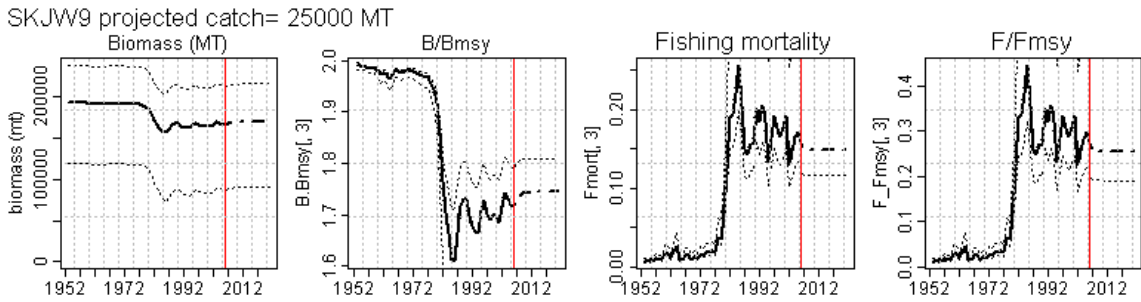 SKJW9 projected catch= 25000 MT
Biomass (MT)
biomass (mt)
0
100000
200000
1952 1972 1992 2012
B/Bmsy
B.Bmsy[, 3]
1.6 1.7 1.8 1.9 2.0
1952 1972 1992 2012
Fishing mortality
Fmort[, 3]
0.00 0.10 0.20
1952 1972 1992 2012
F/Fmsy
F_Fmsy[, 3]
0.0 0.1 0.2 0.3 0.4
1952 1972 1992 2012